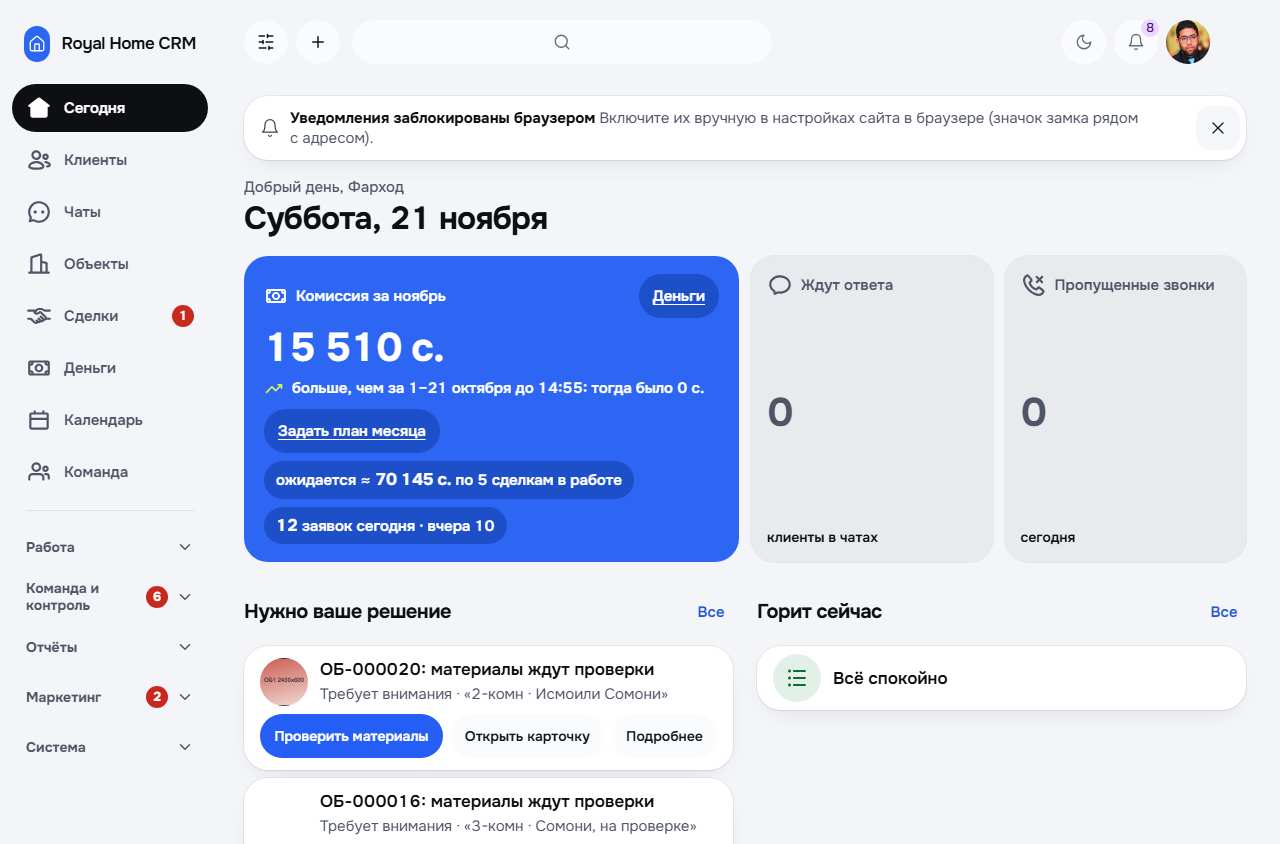 Royal Home CRM
8
Сегодня
Клиенты
Чаты
Объекты
Сделки 1
Деньги
Календарь
Команда
Работа
Команда и
контроль 6
Отчёты
Маркетинг 2
Система
Уведомления заблокированы браузером Включите их вручную в настройках сайта в браузере (значок замка рядом
с адресом).
Добрый день, Фарход
Суббота, 21 ноября
Комиссия за ноябрь
Деньги
15 510 с.
больше, чем за 1–21 октября до 14:55: тогда было 0 с.
Задать план месяца
ожидается ≈ 70 145 с. по 5 сделкам в работе
12 заявок сегодня · вчера 10
Ждут ответа
0
клиенты в чатах
Пропущенные звонки
0
сегодня
Нужно ваше решение
Все
ОБ-000020: материалы ждут проверки
Требует внимания · «2-комн · Исмоили Сомони»
Проверить материалы
Открыть карточку
Подробнее
ОБ-000016: материалы ждут проверки
Требует внимания · «3-комн · Сомони, на проверке»
Горит сейчас
Все
Всё спокойно